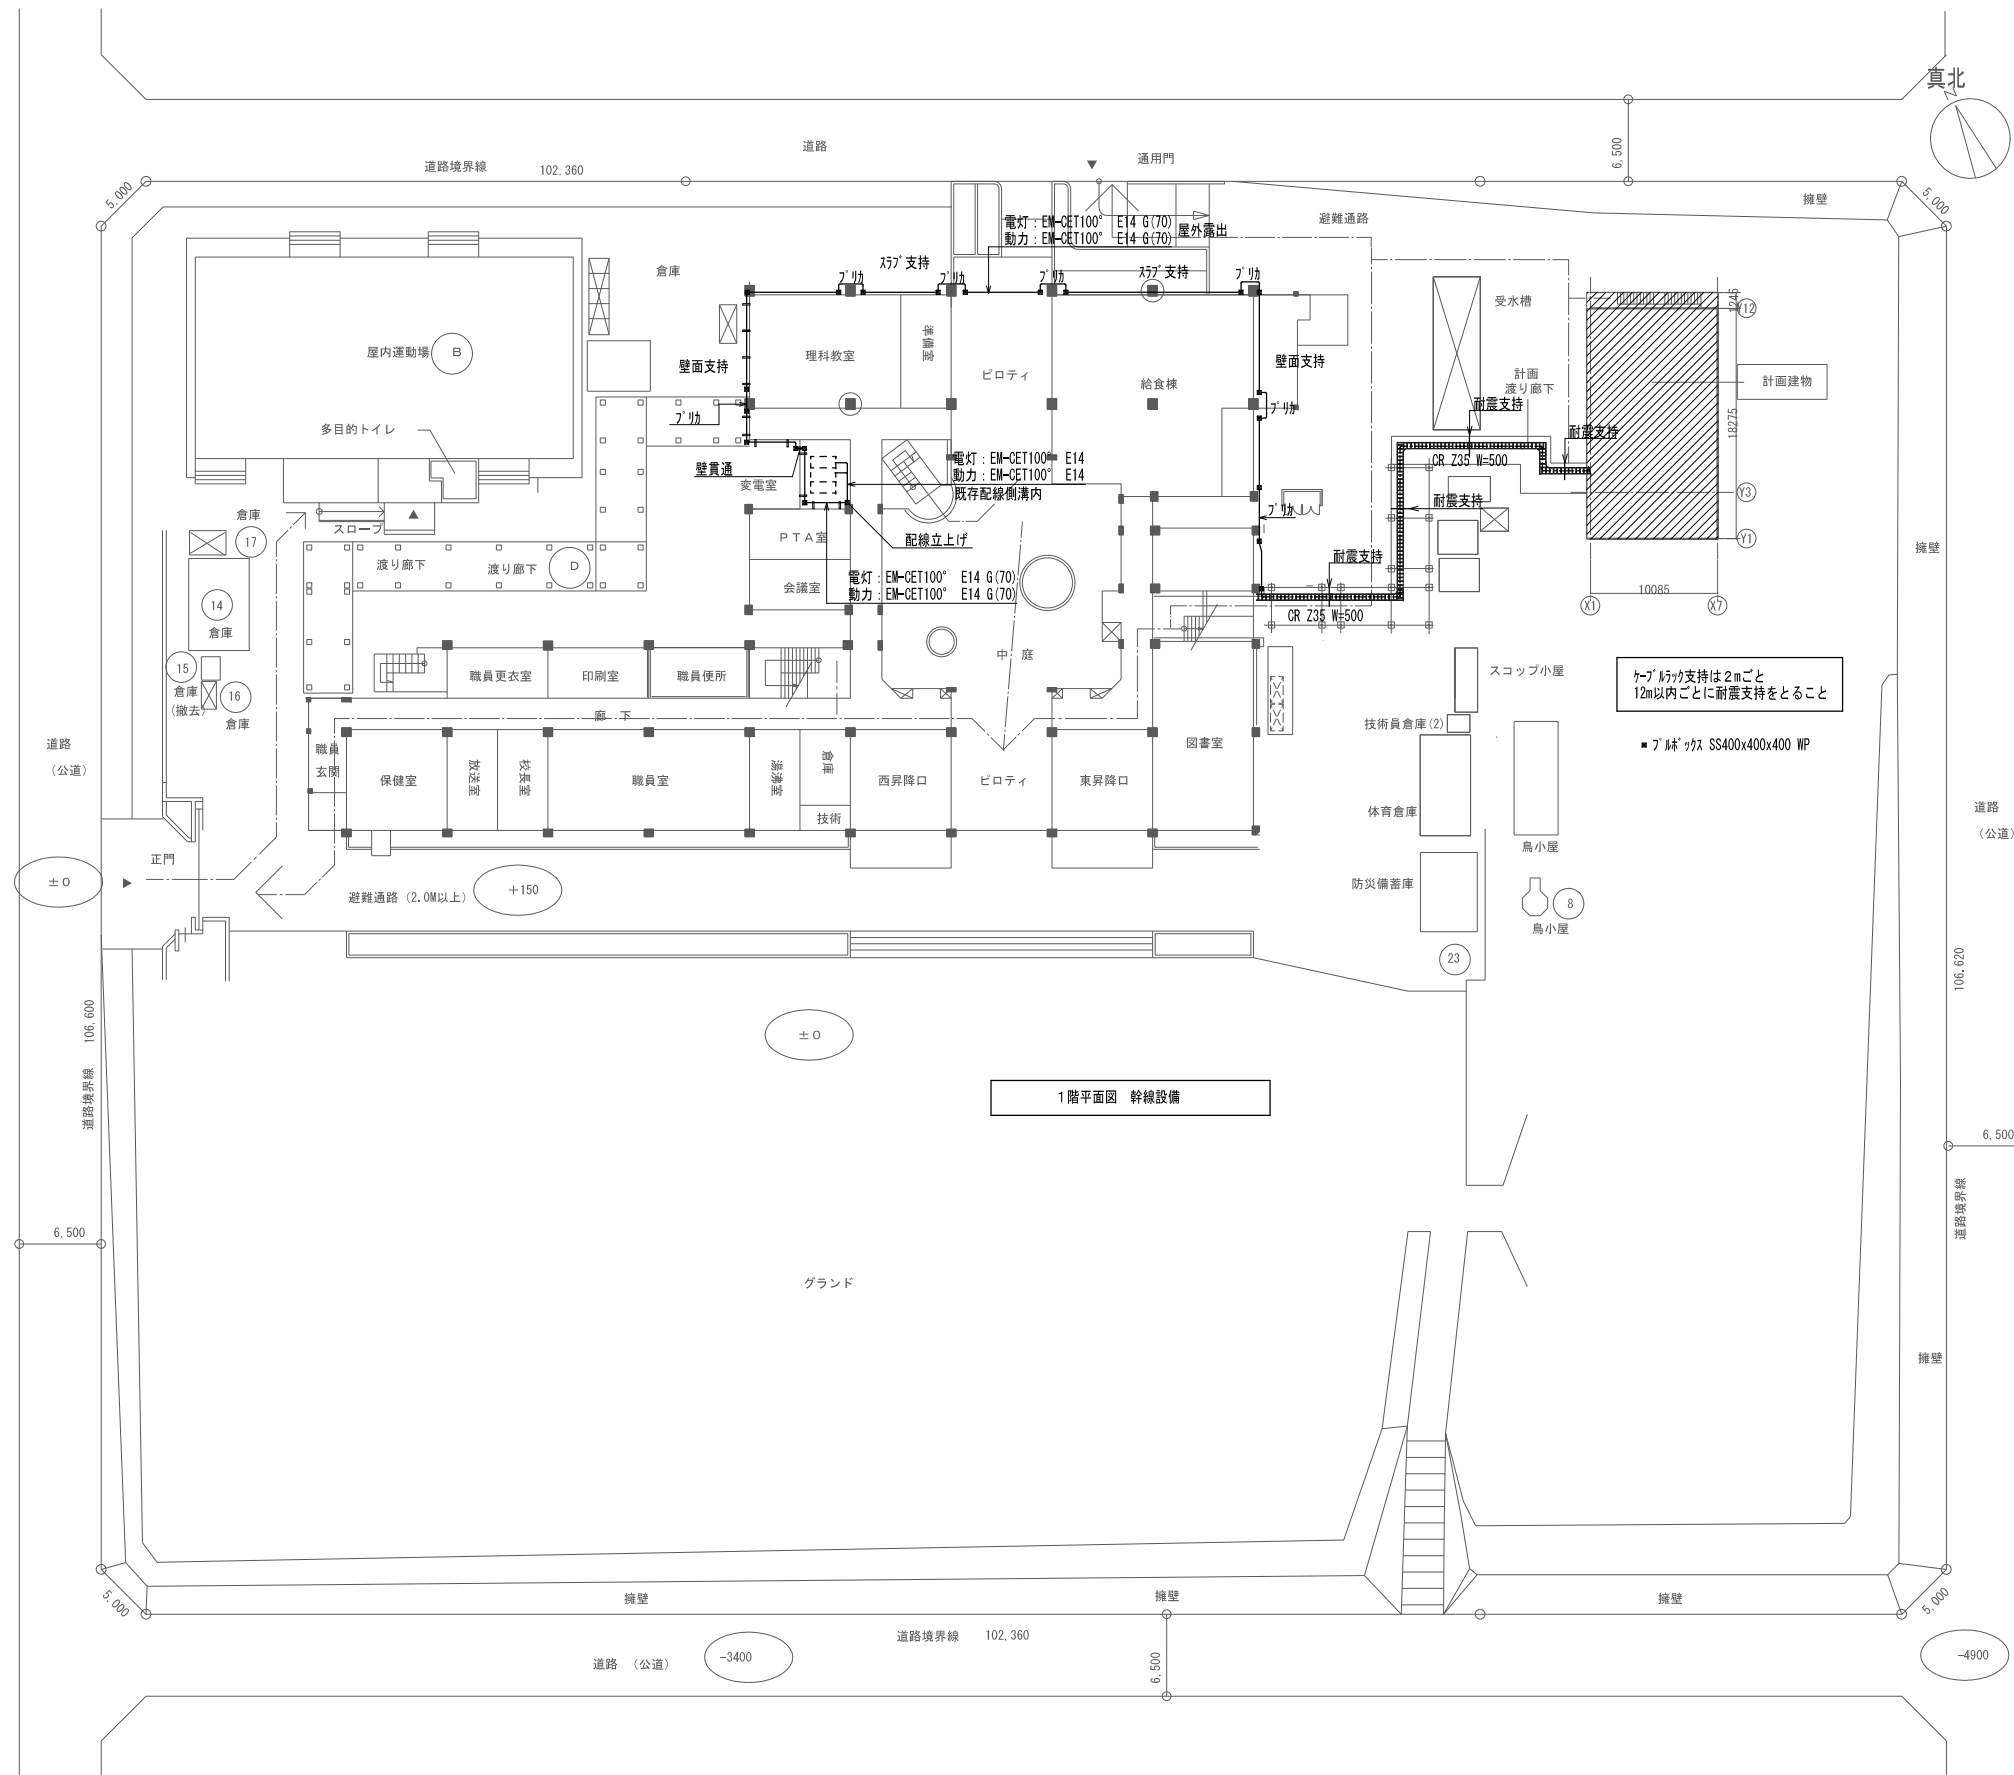 真北
道路
道路境界線 102,360
通用門
6,500
5,000
5,000
擁壁
避難通路
電灯：EM-CET100° E14 G(70)
動力：EM-CET100° E14 G(70)
屋外露出
倉庫
ｽﾗﾌﾞ支持
ﾌﾟﾘｶ
ﾌﾟﾘｶ
ﾌﾟﾘｶ
ｽﾗﾌﾞ支持
ﾌﾟﾘｶ
受水槽
1245
Y12
屋内運動場
B
理科教室
準備室
ピロティ
給食棟
壁面支持
壁面支持
計画
渡り廊下
計画建物
ﾌﾟﾘｶ
ﾌﾟﾘｶ
耐震支持
耐震支持
18275
多目的トイレ
壁貫通
変電室
電灯：EM-CET100° E14
動力：EM-CET100° E14
既存配線側溝内
CR Z35 W=500
耐震支持
Y3
ﾌﾟﾘｶ
倉庫
17
スロープ
PTA室
配線立上げ
Y1
擁壁
渡り廊下
渡り廊下
D
会議室
電灯：EM-CET100° E14 G(70)
動力：EM-CET100° E14 G(70)
耐震支持
CR Z35 W=500
10085
X1
X7
14
倉庫
中 庭
15
倉庫
(撤去)
16
倉庫
職員更衣室
印刷室
職員便所
スコップ小屋
ｹｰﾌﾞﾙﾗｯｸ支持は２mごと
12m以内ごとに耐震支持をとること
廊 下
技術員倉庫(2)
道路
（公道）
職員
玄関
保健室
放送室
校長室
職員室
湯沸室
倉庫
技術
西昇降口
ピロティ
東昇降口
図書室
ﾌﾟﾙﾎﾞｯｸｽ SS400x400x400 WP
体育倉庫
鳥小屋
道路
（公道）
正門
±0
避難通路（2.0M以上）
+150
防災備蓄庫
8
鳥小屋
23
106,600
道路境界線
±0
106,620
道路境界線
１階平面図 幹線設備
6,500
6,500
グランド
擁壁
5,000
擁壁
擁壁
擁壁
5,000
道路境界線 102,360
道路 （公道）
-3400
6,500
-4900